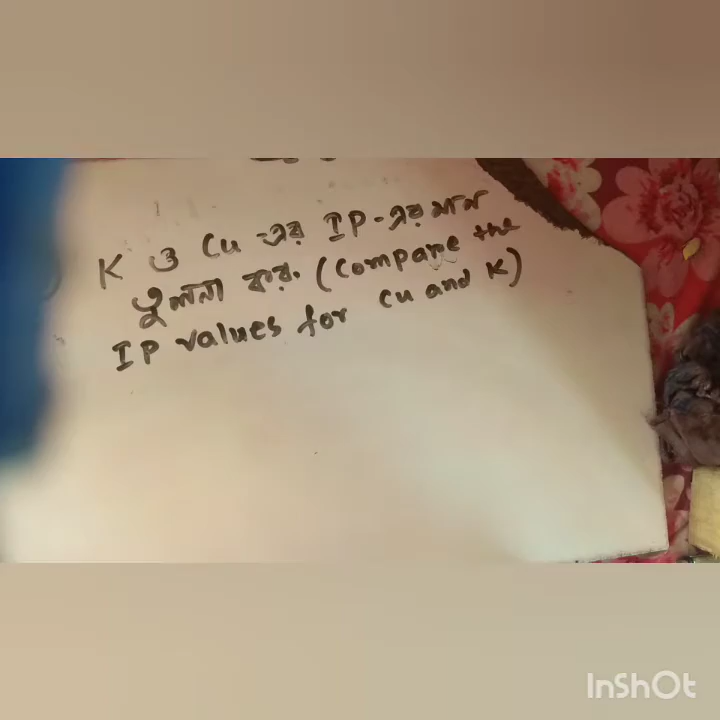 K ও Cu -এর IP-এর মান
তুলনা কর. (Compare the
IP values for Cu and K)
InShOt